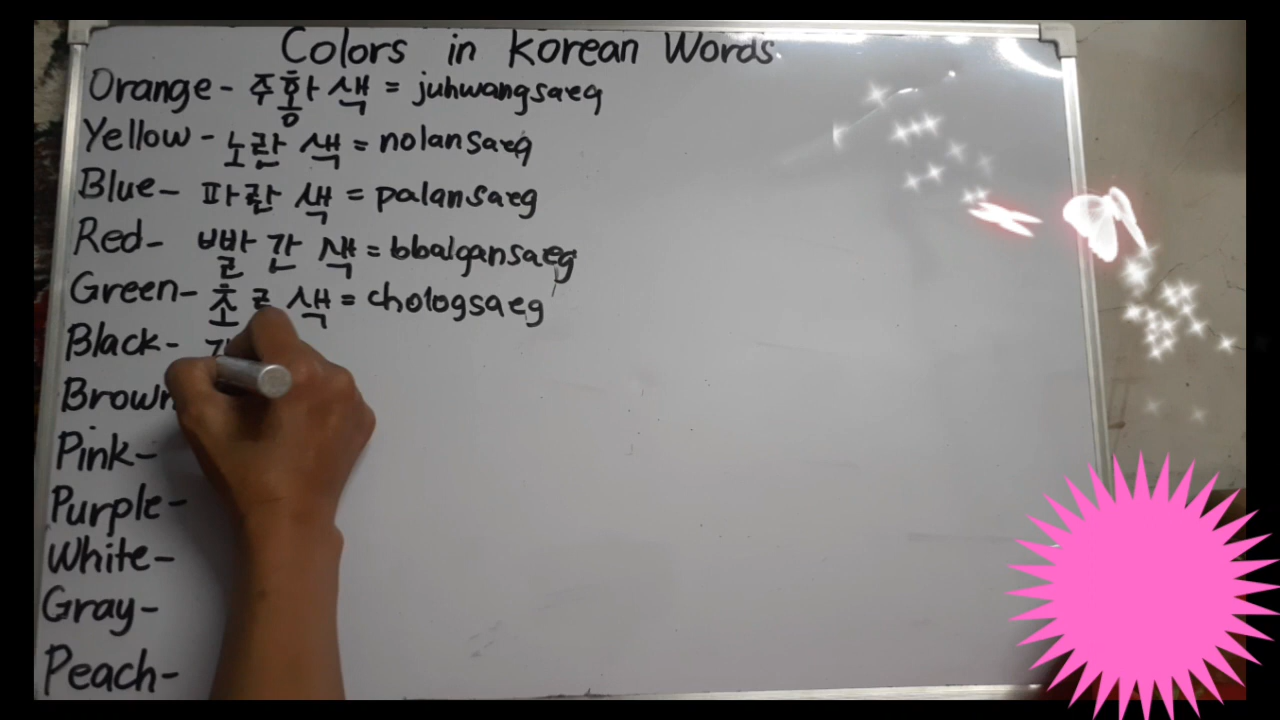 Colors in Korean Words
Orange - 주황 색 = juhwangsaeg
Yellow - 노란 색 = nolansaeg
Blue - 파란 색 = palansaeg
Red - 빨 간 색 = bbalgansaeg
Green - 초 색 = chologsaeg
Black -
Brown
Pink -
Purple -
White -
Gray -
Peach -